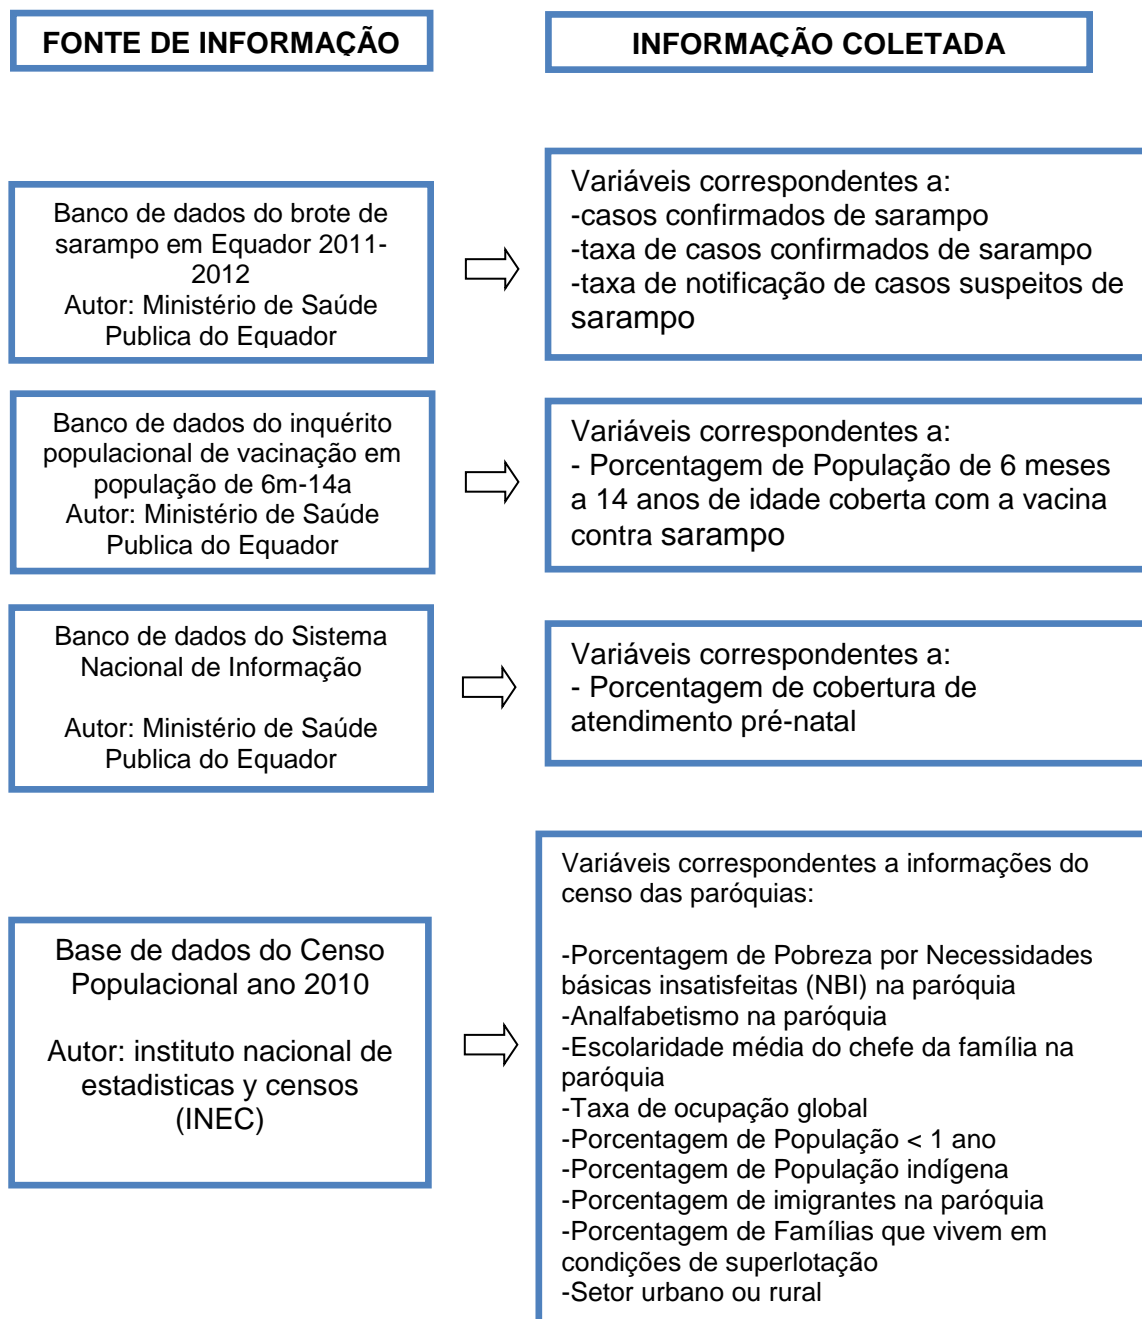 FONTE DE INFORMAÇÃO
INFORMAÇÃO COLETADA
Banco de dados do brote de
sarampo em Equador 2011-
2012
Autor: Ministério de Saúde
Publica do Equador
Variáveis correspondentes a:
-casos confirmados de sarampo
-taxa de casos confirmados de sarampo
-taxa de notificação de casos suspeitos de
sarampo
Banco de dados do inquérito
populacional de vacinação em
população de 6m-14a
Autor: Ministério de Saúde
Publica do Equador
Variáveis correspondentes a:
- Porcentagem de População de 6 meses
a 14 anos de idade coberta com a vacina
contra sarampo
Banco de dados do Sistema
Nacional de Informação
Autor: Ministério de Saúde
Publica do Equador
Variáveis correspondentes a:
- Porcentagem de cobertura de
atendimento pré-natal
Base de dados do Censo
Populacional ano 2010
Autor: instituto nacional de
estadisticas y censos
(INEC)
Variáveis correspondentes a informações do
censo das paróquias:
-Porcentagem de Pobreza por Necessidades
básicas insatisfeitas (NBI) na paróquia
-Analfabetismo na paróquia
-Escolaridade média do chefe da família na
paróquia
-Taxa de ocupação global
-Porcentagem de População < 1 ano
-Porcentagem de População indígena
-Porcentagem de imigrantes na paróquia
-Porcentagem de Famílias que vivem em
condições de superlotação
-Setor urbano ou rural